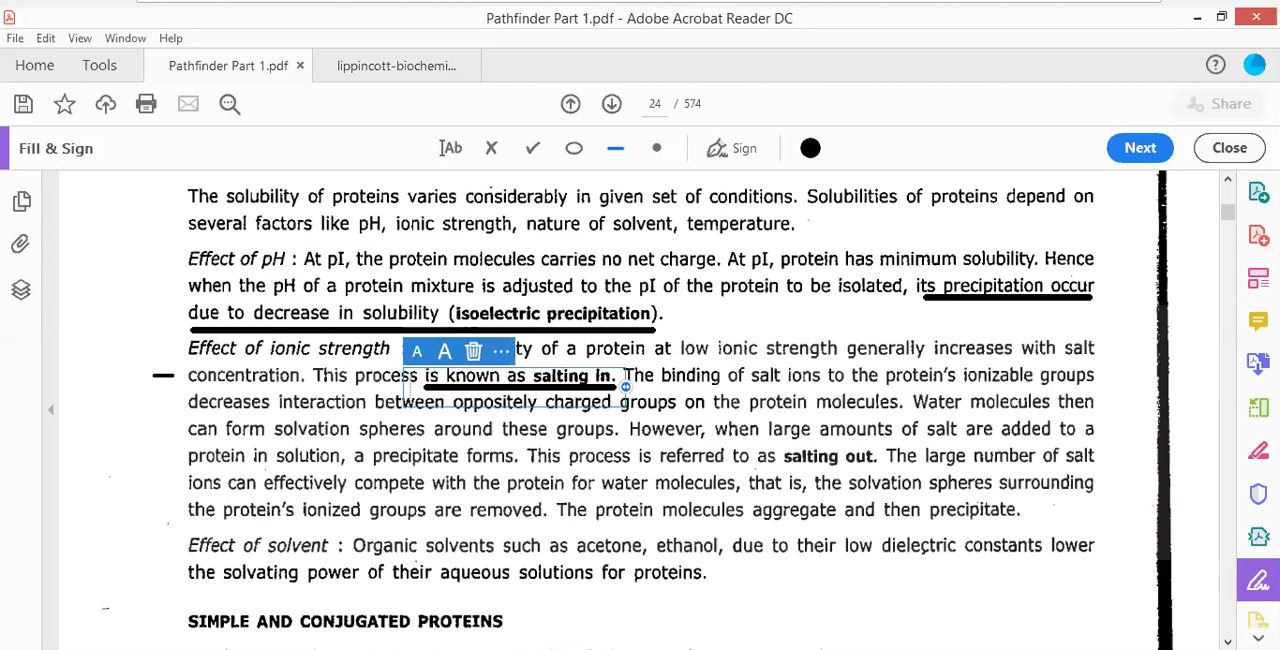 Pathfinder Part 1.pdf - Adobe Acrobat Reader DC
File Edit View Window Help
Home Tools Pathfinder Part 1.pdf × lippincott-biochemi...
24 / 574 Share
Fill & Sign Ab Sign Next Close
The solubility of proteins varies considerably in given set of conditions. Solubilities of proteins depend on
several factors like pH, ionic strength, nature of solvent, temperature.
Effect of pH : At pI, the protein molecules carries no net charge. At pI, protein has minimum solubility. Hence
when the pH of a protein mixture is adjusted to the pI of the protein to be isolated, its precipitation occur
due to decrease in solubility (isoelectric precipitation).
Effect of ionic strength A A ... ty of a protein at low ionic strength generally increases with salt
concentration. This process is known as salting in. The binding of salt ions to the protein's ionizable groups
decreases interaction between oppositely charged groups on the protein molecules. Water molecules then
can form solvation spheres around these groups. However, when large amounts of salt are added to a
protein in solution, a precipitate forms. This process is referred to as salting out. The large number of salt
ions can effectively compete with the protein for water molecules, that is, the solvation spheres surrounding
the protein's ionized groups are removed. The protein molecules aggregate and then precipitate.
Effect of solvent : Organic solvents such as acetone, ethanol, due to their low dielectric constants lower
the solvating power of their aqueous solutions for proteins.
SIMPLE AND CONJUGATED PROTEINS